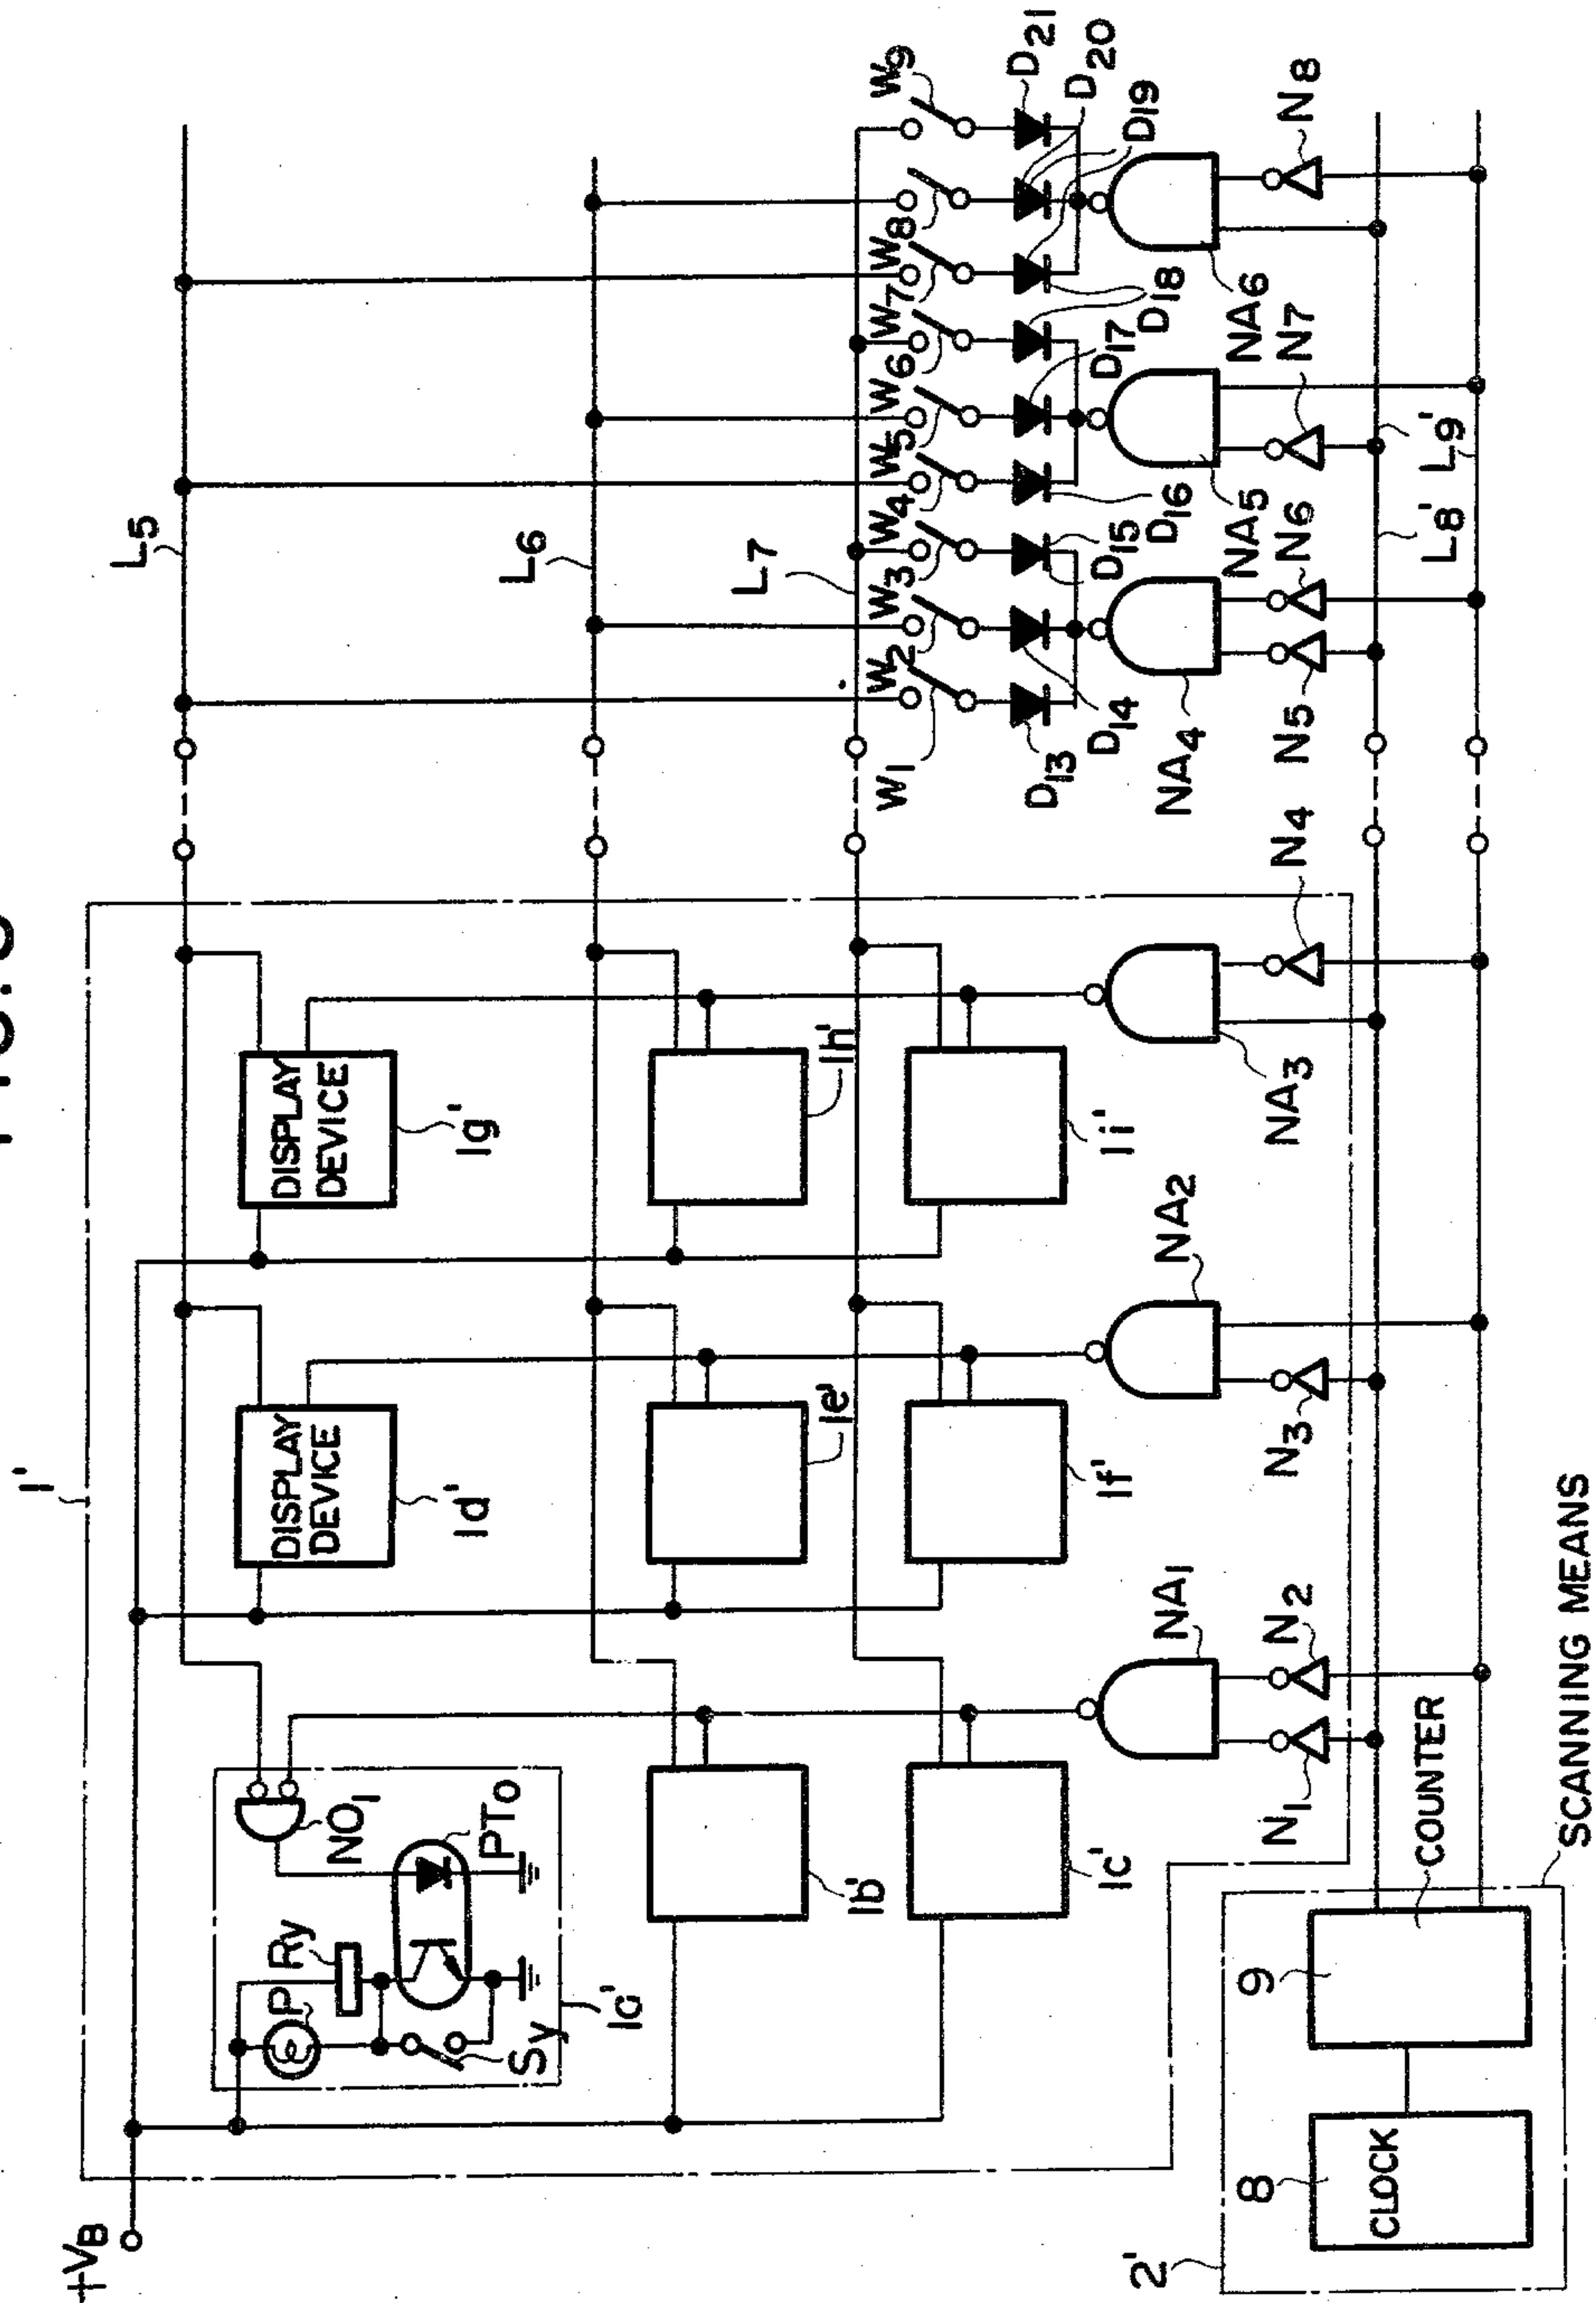 +VB
1'
L5
L6
L7
DISPLAY
DEVICE
1g'
1h'
1i'
DISPLAY
DEVICE
1d'
1e'
1f'
NO1
PTo
Ry
P
Sy
1a'
1b'
1c'
W1
W2
W3
W4
W5
W6
W7
W8
W9
D13
D14
D15
D16
D17
D18
D19
D20
D21
NA1
NA2
NA3
NA4
NA5
NA6
N1
N2
N3
N4
N5
N6
N7
N8
L8'
L9'
2'
8
CLOCK
9
COUNTER
SCANNING MEANS